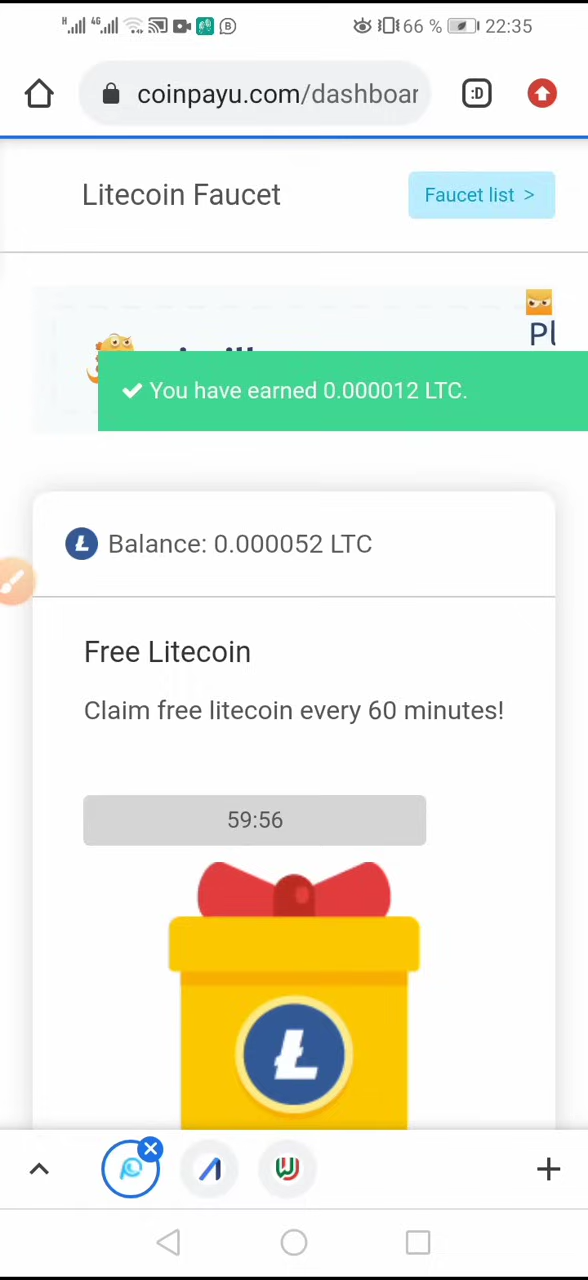 H 4G 66 % 22:35
coinpayu.com/dashboar :D
Litecoin Faucet
Faucet list >
Pl
You have earned 0.000012 LTC.
Balance: 0.000052 LTC
Free Litecoin
Claim free litecoin every 60 minutes!
59:56